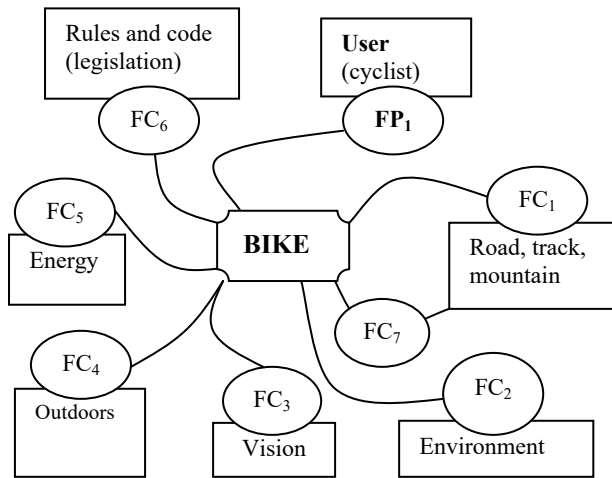 Rules and code
(legislation)
FC₆
User
(cyclist)
FP₁
FC₅
Energy
BIKE
FC₁
Road, track,
mountain
FC₇
FC₄
Outdoors
FC₃
Vision
FC₂
Environment